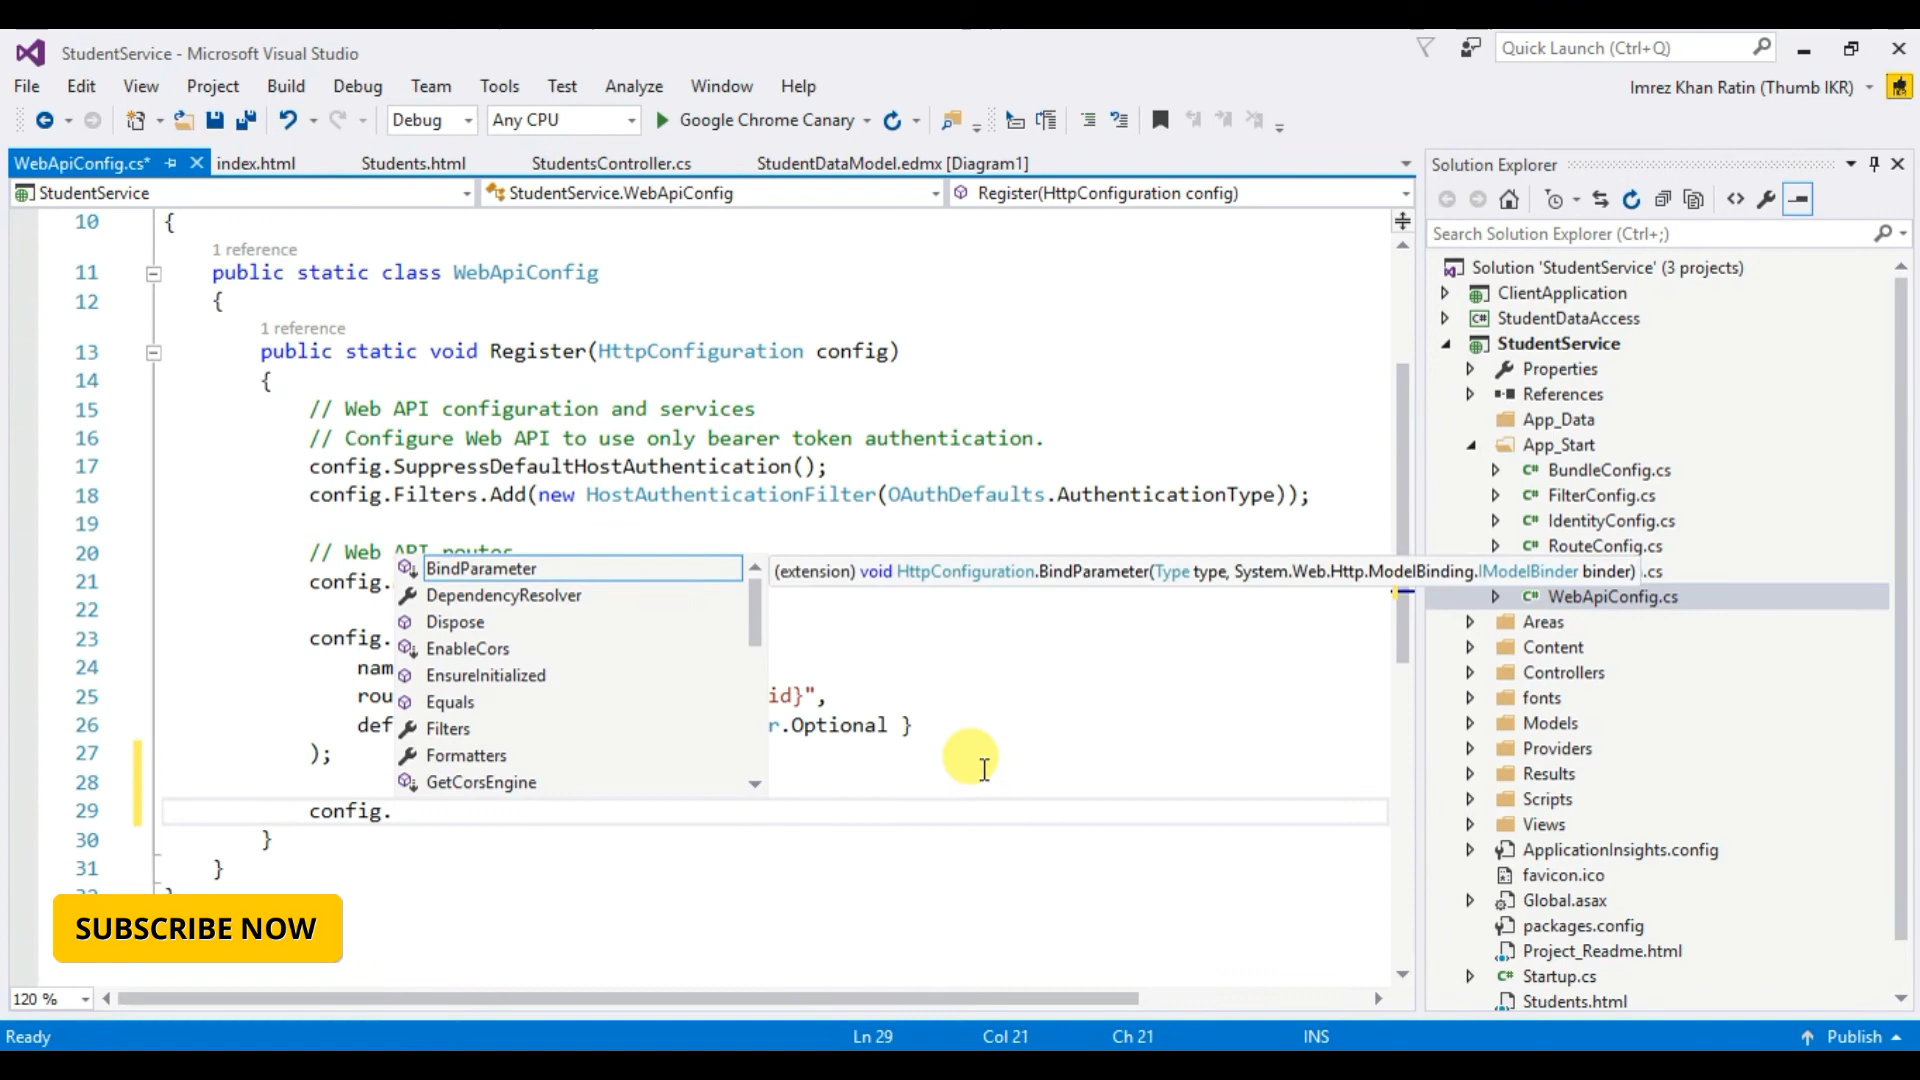 StudentService - Microsoft Visual Studio
Quick Launch (Ctrl+Q)
File Edit View Project Build Debug Team Tools Test Analyze Window Help
Imrez Khan Ratin (Thumb IKR)
Debug Any CPU Google Chrome Canary
WebApiConfig.cs* index.html Students.html StudentsController.cs StudentDataModel.edmx [Diagram1]
StudentService StudentService.WebApiConfig Register(HttpConfiguration config)
10 {
1 reference
11 public static class WebApiConfig
12 {
1 reference
13 public static void Register(HttpConfiguration config)
14 {
15 // Web API configuration and services
16 // Configure Web API to use only bearer token authentication.
17 config.SuppressDefaultHostAuthentication();
18 config.Filters.Add(new HostAuthenticationFilter(OAuthDefaults.AuthenticationType));
19
20 // Web API routes
21 config.
22
23 config.
24 nam
25 rou id}",
26 def r.Optional }
27 );
28
29 config.
30 }
31 }
BindParameter
DependencyResolver
Dispose
EnableCors
EnsureInitialized
Equals
Filters
Formatters
GetCorsEngine
(extension) void HttpConfiguration.BindParameter(Type type, System.Web.Http.ModelBinding.IModelBinder binder)
SUBSCRIBE NOW
120 %
Solution Explorer
Search Solution Explorer (Ctrl+;)
Solution 'StudentService' (3 projects)
ClientApplication
StudentDataAccess
StudentService
Properties
References
App_Data
App_Start
BundleConfig.cs
FilterConfig.cs
IdentityConfig.cs
RouteConfig.cs
.cs
WebApiConfig.cs
Areas
Content
Controllers
fonts
Models
Providers
Results
Scripts
Views
ApplicationInsights.config
favicon.ico
Global.asax
packages.config
Project_Readme.html
Startup.cs
Students.html
Ready Ln 29 Col 21 Ch 21 INS Publish